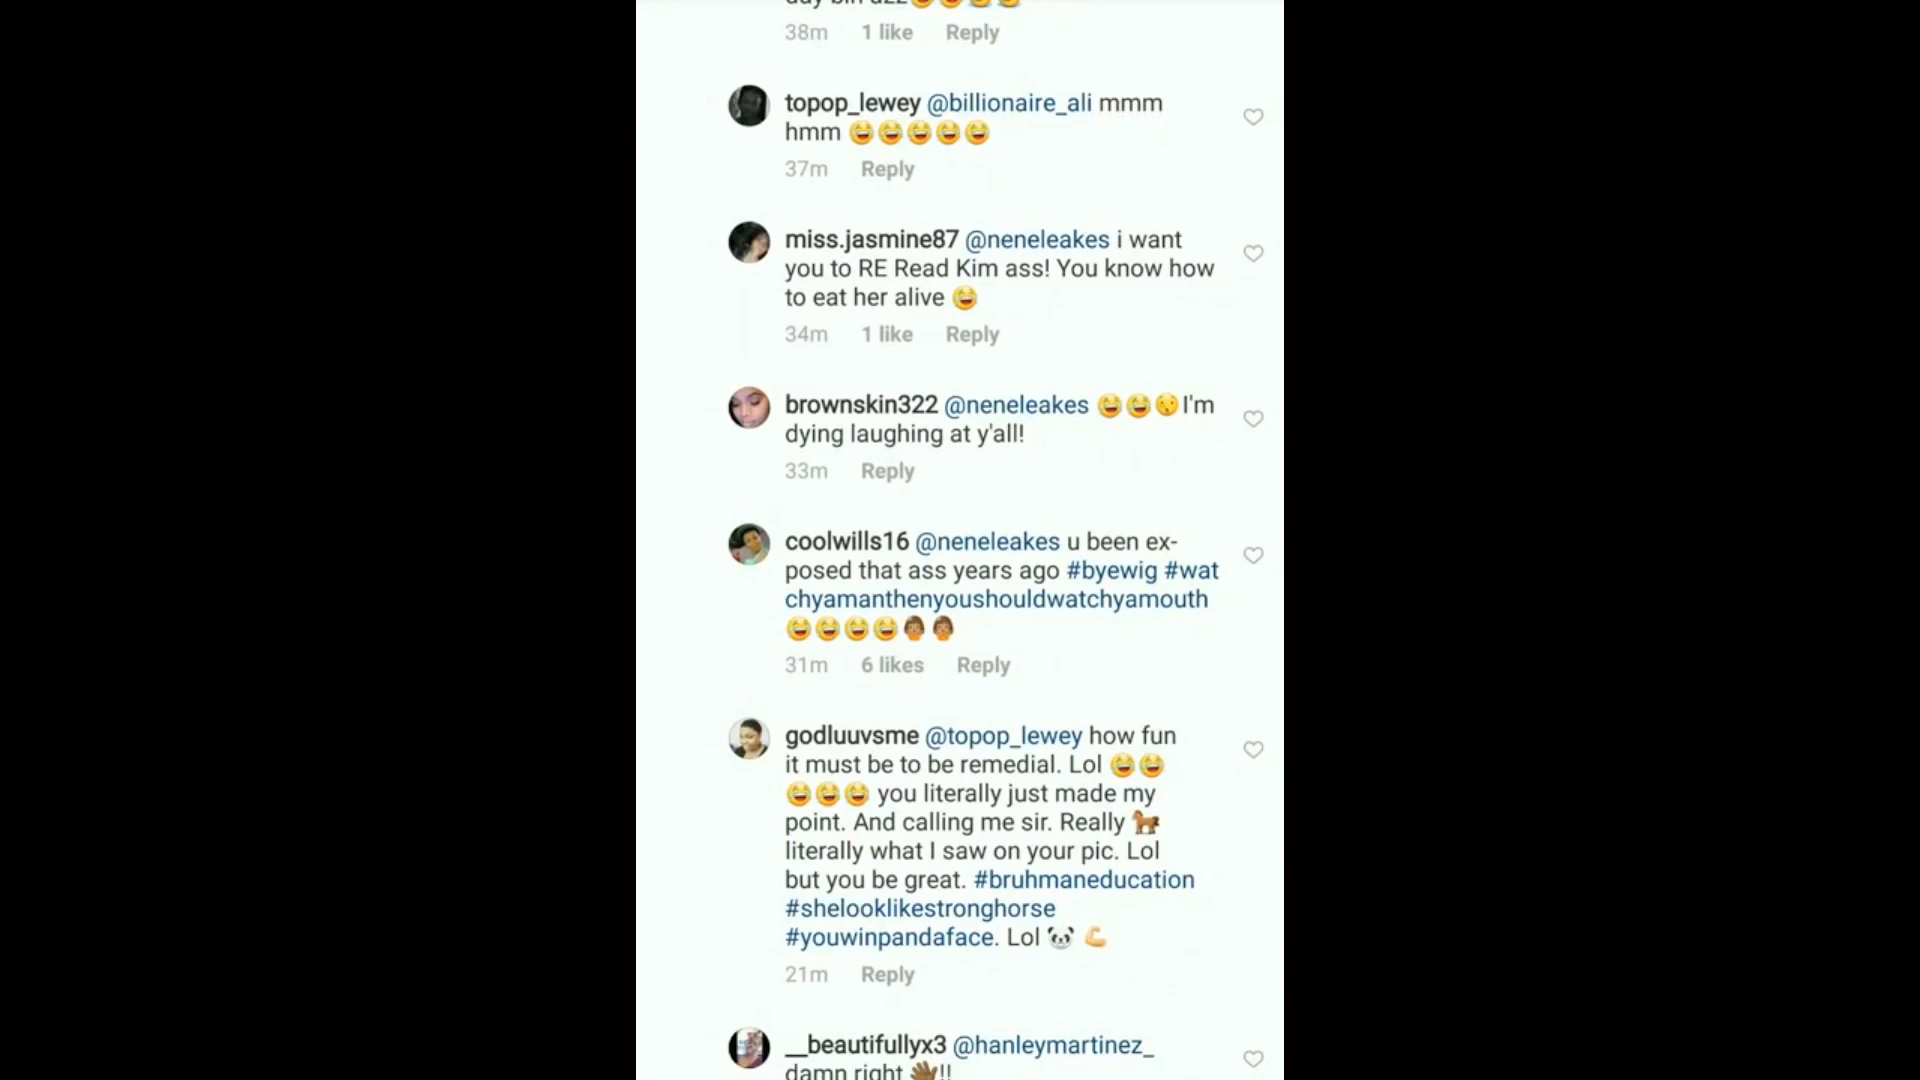 38m 1 like Reply
topop_lewey @billionaire_ali mmm
hmm 😂😂😂😂😂
37m Reply
miss.jasmine87 @neneleakes i want
you to RE Read Kim ass! You know how
to eat her alive 😂
34m 1 like Reply
brownskin322 @neneleakes 😂😂😯I'm
dying laughing at y'all!
33m Reply
coolwills16 @neneleakes u been ex-
posed that ass years ago #byewig #wat
chyamanthenyoushouldwatchyamouth
😂😂😂😂🙆🏽🙆🏽
31m 6 likes Reply
godluuvsme @topop_lewey how fun
it must be to be remedial. Lol 😂😂
😂😂😂 you literally just made my
point. And calling me sir. Really 🐎
literally what I saw on your pic. Lol
but you be great. #bruhmaneducation
#shelooklikestronghorse
#youwinpandaface. Lol 🐼 💪🏼
21m Reply
__beautifullyx3 @hanleymartinez_
damn right 👋🏾!!